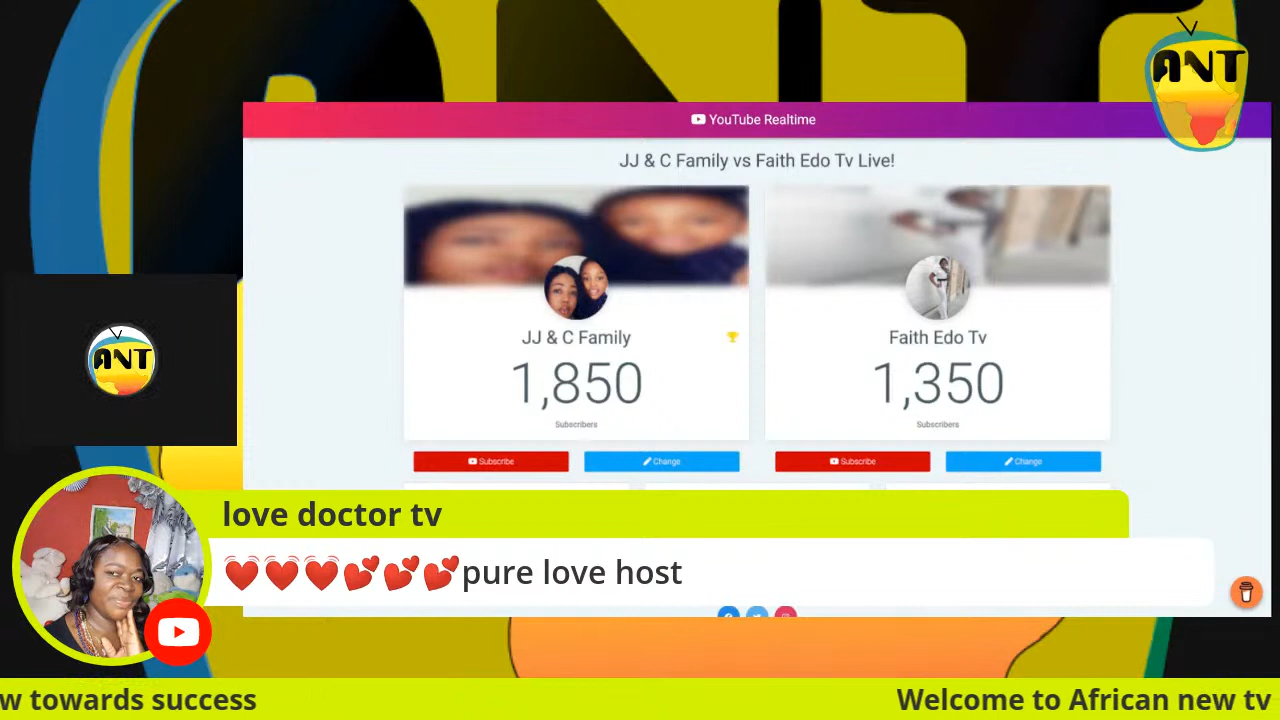 ANT
ANT
YouTube Realtime
JJ & C Family vs Faith Edo Tv Live!
JJ & C Family
1,850
Subscribers
Subscribe
Change
Faith Edo Tv
1,350
Subscribers
Subscribe
Change
ANT
love doctor tv
💓💓💓💕💕💕pure love host
w towards success
Welcome to African new tv